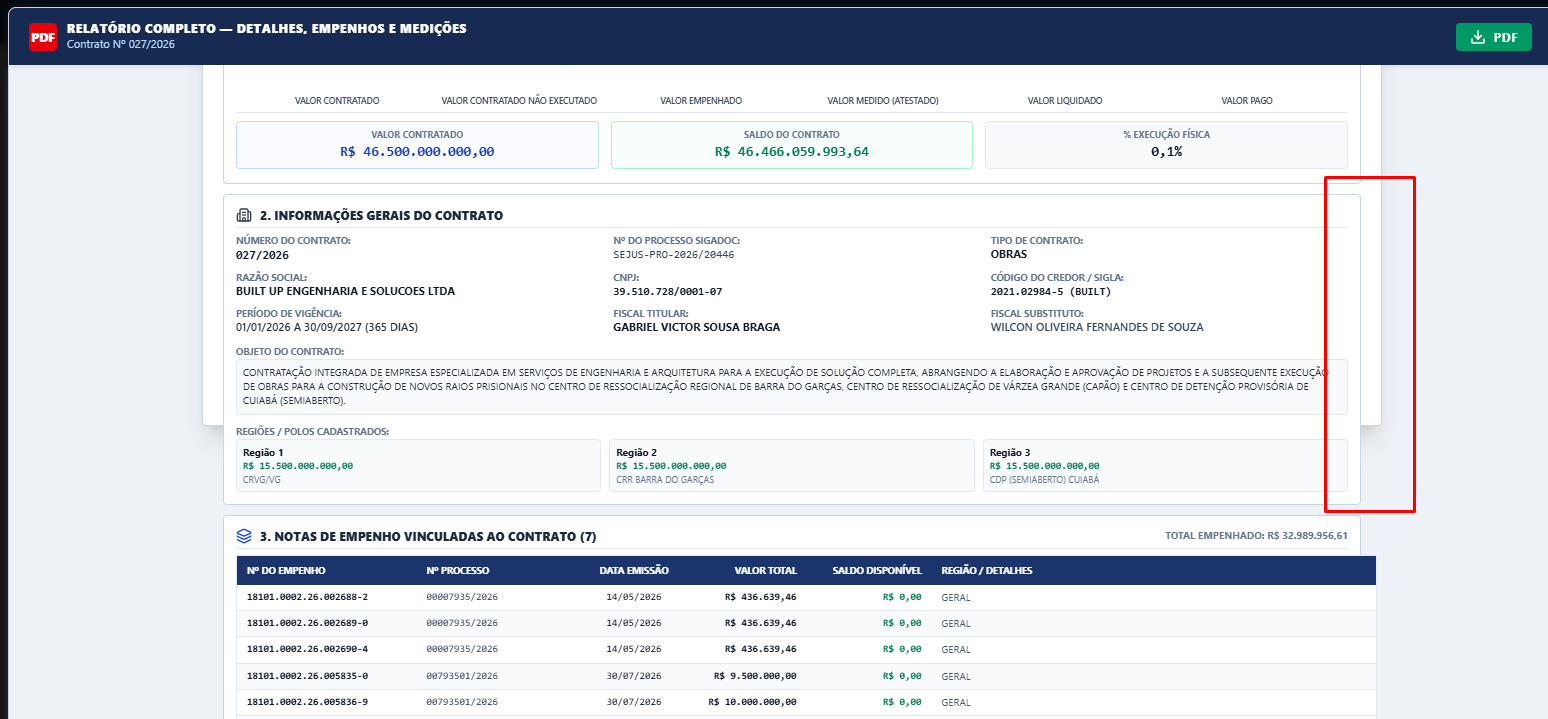 PDF
RELATÓRIO COMPLETO — DETALHES, EMPENHOS E MEDIÇÕES
Contrato Nº 027/2026
PDF
VALOR CONTRATADO VALOR CONTRATADO NÃO EXECUTADO VALOR EMPENHADO VALOR MEDIDO (ATESTADO) VALOR LIQUIDADO VALOR PAGO
VALOR CONTRATADO SALDO DO CONTRATO % EXECUÇÃO FÍSICA
R$ 46.500.000.000,00 R$ 46.466.059.993,64 0,1%
2. INFORMAÇÕES GERAIS DO CONTRATO
NÚMERO DO CONTRATO: Nº DO PROCESSO SIGADOC: TIPO DE CONTRATO:
027/2026 SEJUS-PRO-2026/20446 OBRAS
RAZÃO SOCIAL: CNPJ: CÓDIGO DO CREDOR / SIGLA:
BUILT UP ENGENHARIA E SOLUCOES LTDA 39.510.728/0001-07 2021.02984-5 (BUILT)
PERÍODO DE VIGÊNCIA: FISCAL TITULAR: FISCAL SUBSTITUTO:
01/01/2026 A 30/09/2027 (365 DIAS) GABRIEL VICTOR SOUSA BRAGA WILCON OLIVEIRA FERNANDES DE SOUZA
OBJETO DO CONTRATO:
CONTRATAÇÃO INTEGRADA DE EMPRESA ESPECIALIZADA EM SERVIÇOS DE ENGENHARIA E ARQUITETURA PARA A EXECUÇÃO DE SOLUÇÃO COMPLETA, ABRANGENDO A ELABORAÇÃO E APROVAÇÃO DE PROJETOS E A SUBSEQUENTE EXECUÇÃO
DE OBRAS PARA A CONSTRUÇÃO DE NOVOS RAIOS PRISIONAIS NO CENTRO DE RESSOCIALIZAÇÃO REGIONAL DE BARRA DO GARÇAS, CENTRO DE RESSOCIALIZAÇÃO DE VÁRZEA GRANDE (CAPÃO) E CENTRO DE DETENÇÃO PROVISÓRIA DE
CUIABÁ (SEMIABERTO).
REGIÕES / POLOS CADASTRADOS:
Região 1 Região 2 Região 3
R$ 15.500.000.000,00 R$ 15.500.000.000,00 R$ 15.500.000.000,00
CRVG/VG CRR BARRA DO GARÇAS CDP (SEMIABERTO) CUIABÁ
3. NOTAS DE EMPENHO VINCULADAS AO CONTRATO (7) TOTAL EMPENHADO: R$ 32.989.956,61
Nº DO EMPENHO Nº PROCESSO DATA EMISSÃO VALOR TOTAL SALDO DISPONÍVEL REGIÃO / DETALHES
18101.0002.26.002688-2 00007935/2026 14/05/2026 R$ 436.639,46 R$ 0,00 GERAL
18101.0002.26.002689-0 00007935/2026 14/05/2026 R$ 436.639,46 R$ 0,00 GERAL
18101.0002.26.002690-4 00007935/2026 14/05/2026 R$ 436.639,46 R$ 0,00 GERAL
18101.0002.26.005835-0 00793501/2026 30/07/2026 R$ 9.500.000,00 R$ 0,00 GERAL
18101.0002.26.005836-9 00793501/2026 30/07/2026 R$ 10.000.000,00 R$ 0,00 GERAL